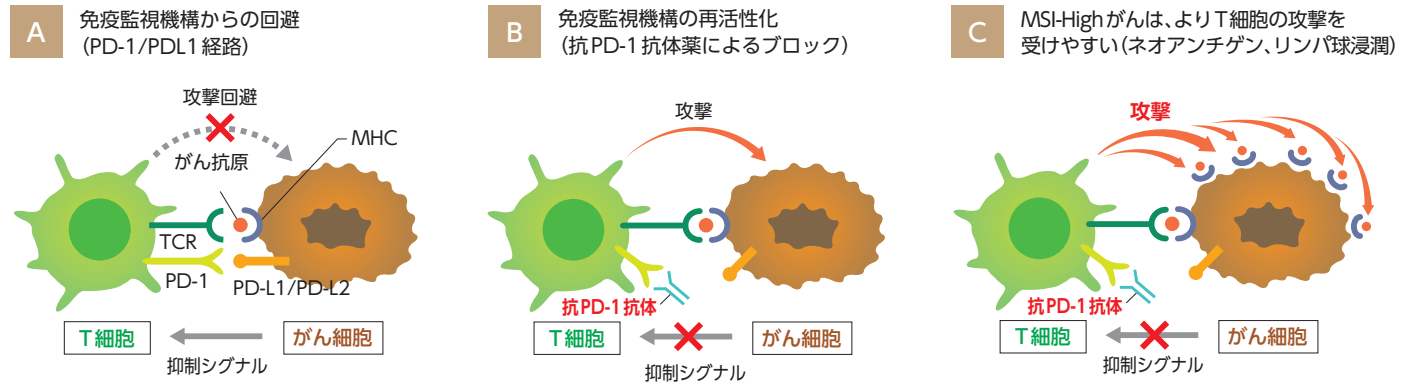 A
免疫監視機構からの回避
(PD-1/PDL1 経路)
攻撃回避
MHC
がん抗原
TCR
PD-1
PD-L1/PD-L2
T細胞
がん細胞
抑制シグナル
B
免疫監視機構の再活性化
(抗PD-1 抗体薬によるブロック)
攻撃
抗PD-1抗体
T細胞
がん細胞
抑制シグナル
C
MSI-Highがんは、よりT細胞の攻撃を
受けやすい(ネオアンチゲン、リンパ球浸潤)
攻撃
抗PD-1抗体
T細胞
がん細胞
抑制シグナル